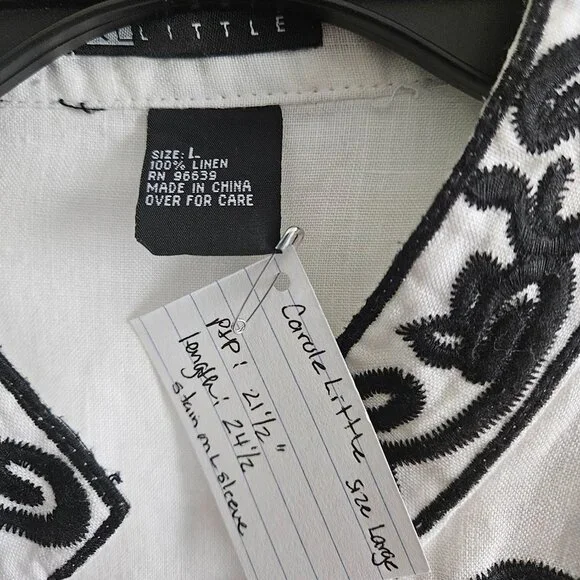 LITTLE
SIZE: L
100% LINEN
RN 96639
MADE IN CHINA
OVER FOR CARE
Carole Little size Large
ptp: 21 1/2"
length: 24 1/2
stain on L sleeve